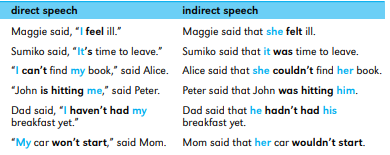 direct speech indirect speech
Maggie said, “I feel ill.” Maggie said that she felt ill.
Sumiko said, “It’s time to leave.” Sumiko said that it was time to leave.
“I can’t find my book,” said Alice. Alice said that she couldn’t find her book.
“John is hitting me,” said Peter. Peter said that John was hitting him.
Dad said, “I haven’t had my Dad said that he hadn’t had his
breakfast yet.” breakfast yet.
“My car won’t start,” said Mom. Mom said that her car wouldn’t start.